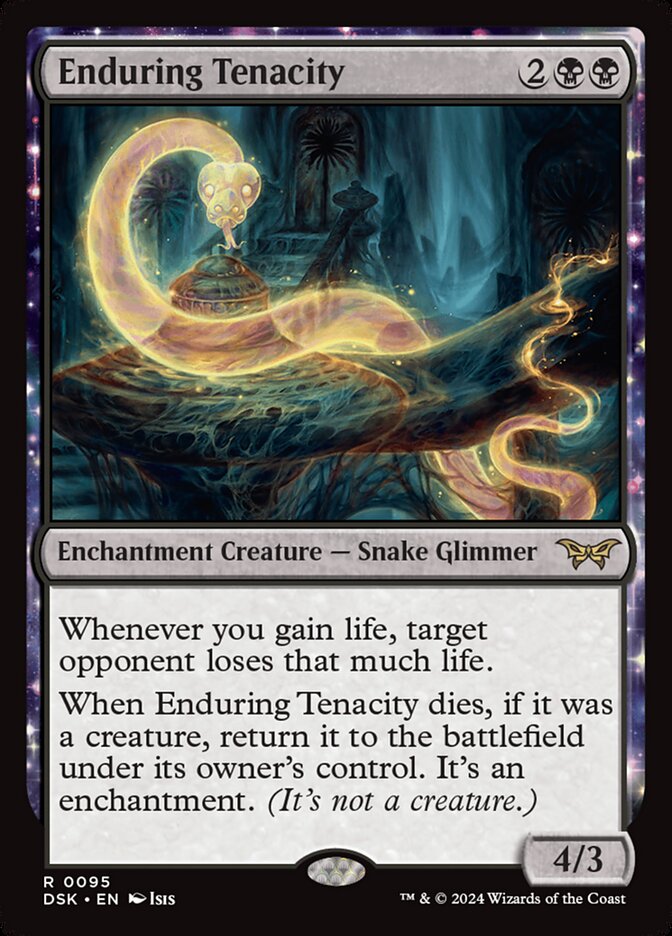 Enduring Tenacity 2
Enchantment Creature — Snake Glimmer
Whenever you gain life, target
opponent loses that much life.
When Enduring Tenacity dies, if it was
a creature, return it to the battlefield
under its owner's control. It's an
enchantment. (It's not a creature.)
4/3
R 0095
DSK • EN Isis
™ & © 2024 Wizards of the Coast